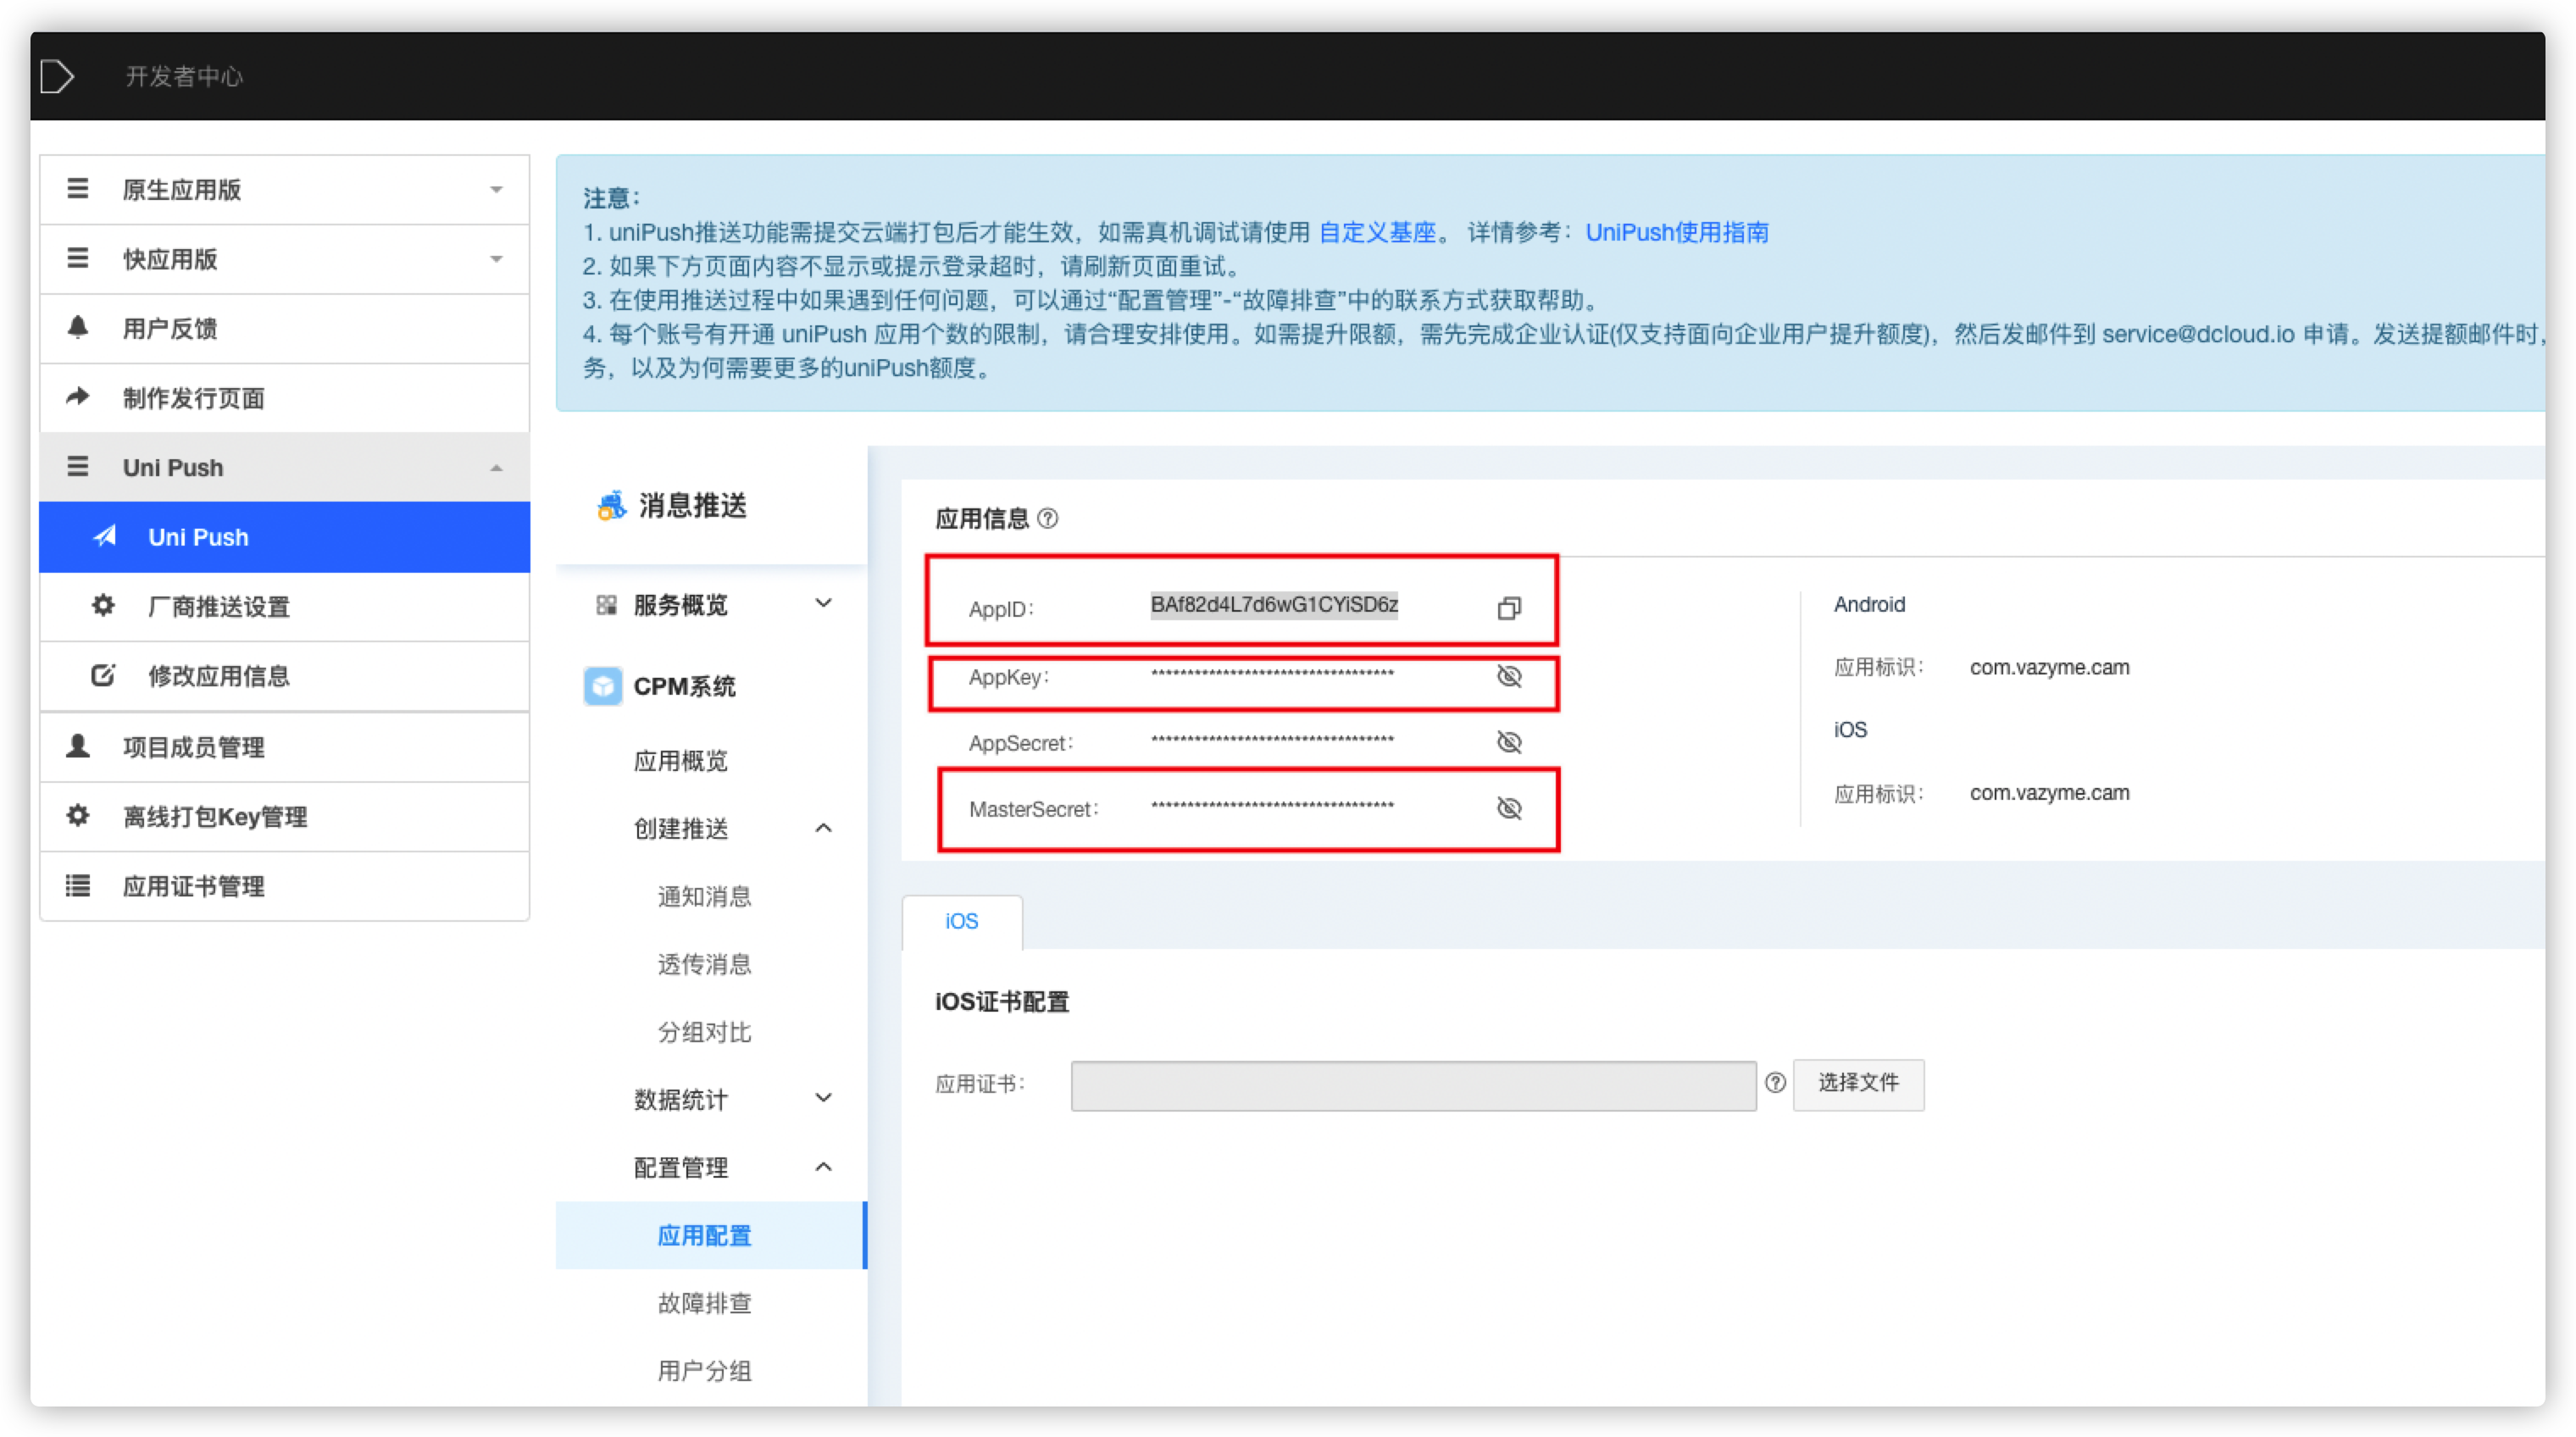 开发者中心
原生应用版
快应用版
用户反馈
制作发行页面
Uni Push
Uni Push
厂商推送设置
修改应用信息
项目成员管理
离线打包Key管理
应用证书管理
注意：
1. uniPush推送功能需提交云端打包后才能生效，如需真机调试请使用 自定义基座。 详情参考：UniPush使用指南
2. 如果下方页面内容不显示或提示登录超时，请刷新页面重试。
3. 在使用推送过程中如果遇到任何问题，可以通过“配置管理”-“故障排查”中的联系方式获取帮助。
4. 每个账号有开通 uniPush 应用个数的限制，请合理安排使用。如需提升限额，需先完成企业认证(仅支持面向企业用户提升额度)，然后发邮件到 service@dcloud.io 申请。发送提额邮件时，
务，以及为何需要更多的uniPush额度。
消息推送
服务概览
CPM系统
应用概览
创建推送
通知消息
透传消息
分组对比
数据统计
配置管理
应用配置
故障排查
用户分组
应用信息
AppID： BAf82d4L7d6wG1CYiSD6z
AppKey： **********************************
AppSecret： **********************************
MasterSecret： **********************************
Android
应用标识： com.vazyme.cam
iOS
应用标识： com.vazyme.cam
iOS
iOS证书配置
应用证书： 选择文件